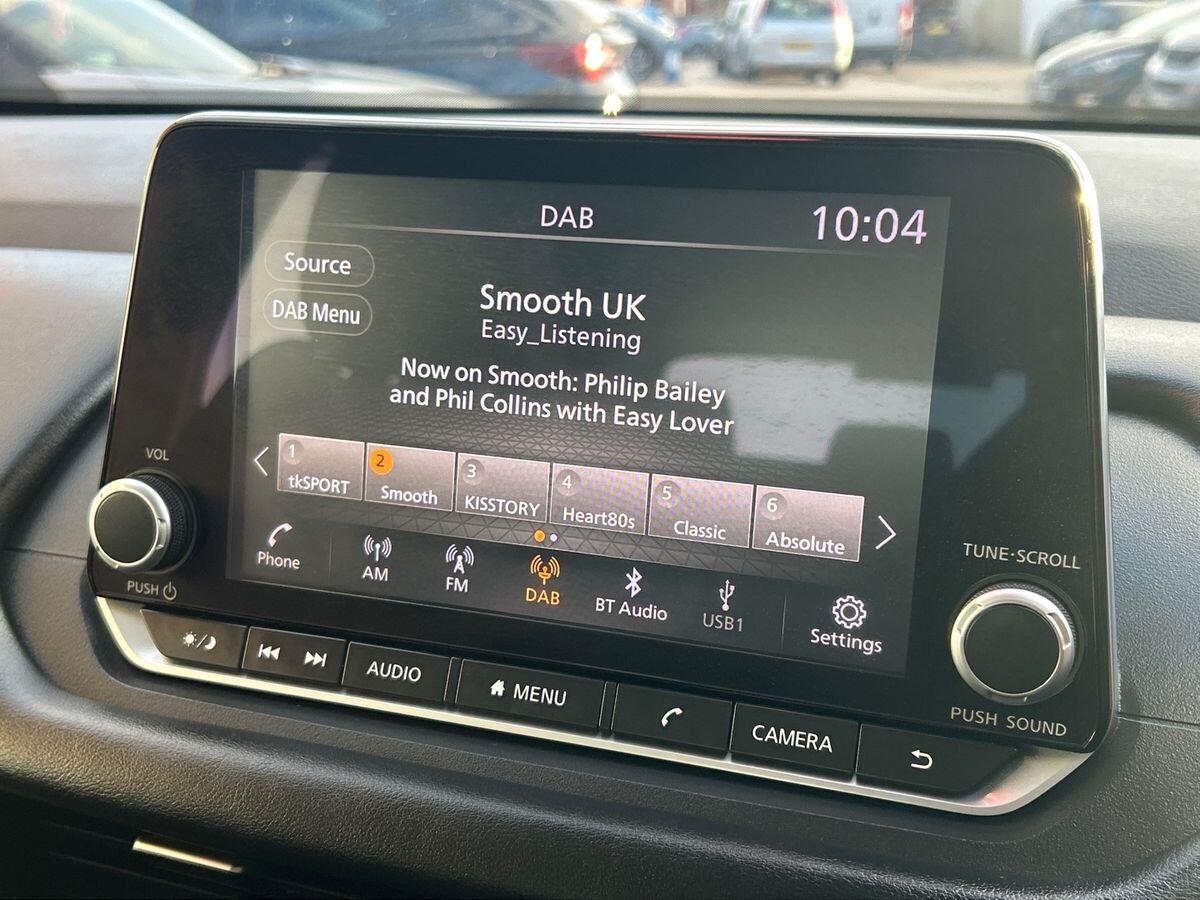 DAB
10:04
Source
DAB Menu
Smooth UK
Easy_Listening
Now on Smooth: Philip Bailey
and Phil Collins with Easy Lover
1 tkSPORT
2 Smooth
3 KISSTORY
4 Heart80s
5 Classic
6 Absolute
Phone
AM
FM
DAB
BT Audio
USB1
Settings
VOL
PUSH
TUNE·SCROLL
PUSH SOUND
AUDIO
MENU
CAMERA